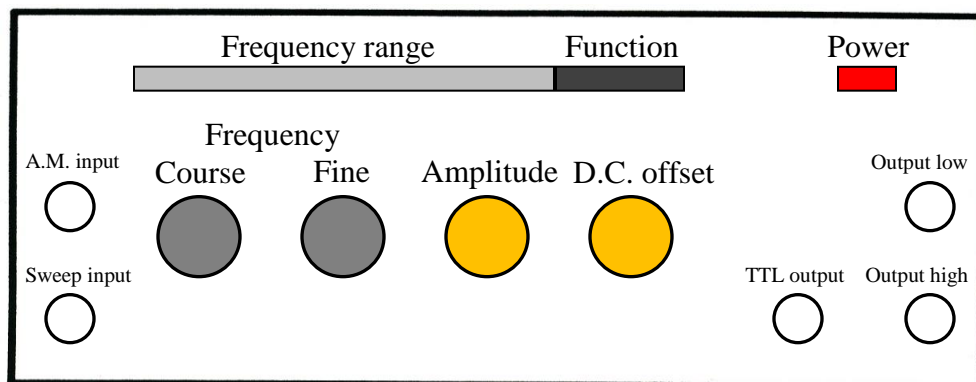 Frequency range
Function
Power
Frequency
A.M. input
Course
Fine
Amplitude
D.C. offset
Output low
Sweep input
TTL output
Output high